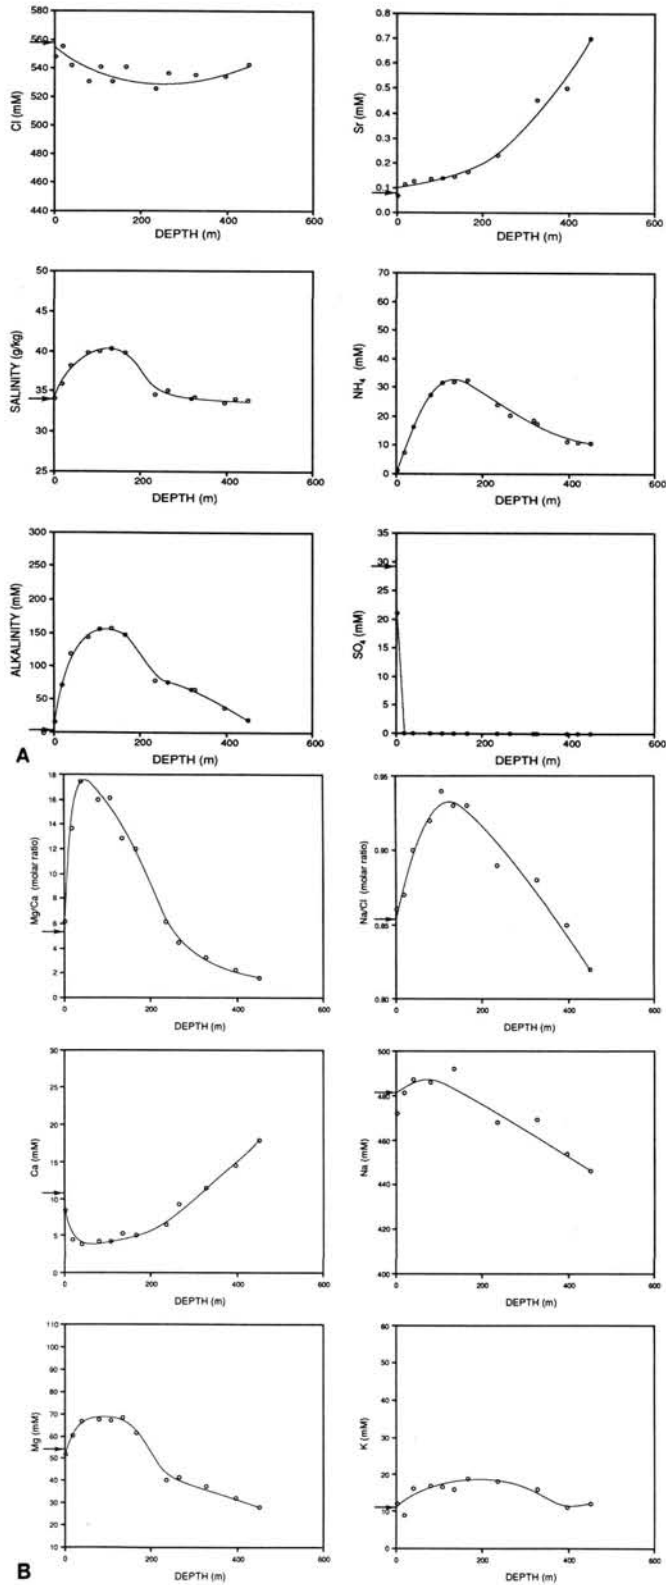 Cl (mM)
600
580
560
540
520
500
480
460
440
0 200 400 600
DEPTH (m)
Sr (mM)
0.8
0.7
0.6
0.5
0.4
0.3
0.2
0.1
0.0
0 200 400 600
DEPTH (m)
SALINITY (g/kg)
50
45
40
35
30
25
0 200 400 600
DEPTH (m)
NH4 (mM)
70
60
50
40
30
20
10
0
0 200 400 600
DEPTH (m)
ALKALINITY (mM)
300
250
200
150
100
50
0
0 200 400 600
DEPTH (m)
SO4 (mM)
35
30
25
20
15
10
5
0
0 200 400 600
DEPTH (m)
A
Mg/Ca (molar ratio)
18
16
14
12
10
8
6
4
2
0
0 200 400 600
DEPTH (m)
Na/Cl (molar ratio)
0.95
0.90
0.85
0.80
0 200 400 600
DEPTH (m)
Ca (mM)
30
25
20
15
10
5
0
0 200 400 600
DEPTH (m)
Na (mM)
500
480
460
440
420
400
0 200 400 600
DEPTH (m)
Mg (mM)
110
100
90
80
70
60
50
40
30
20
10
0 200 400 600
DEPTH (m)
K (mM)
60
50
40
30
20
10
0
0 200 400 600
DEPTH (m)
B